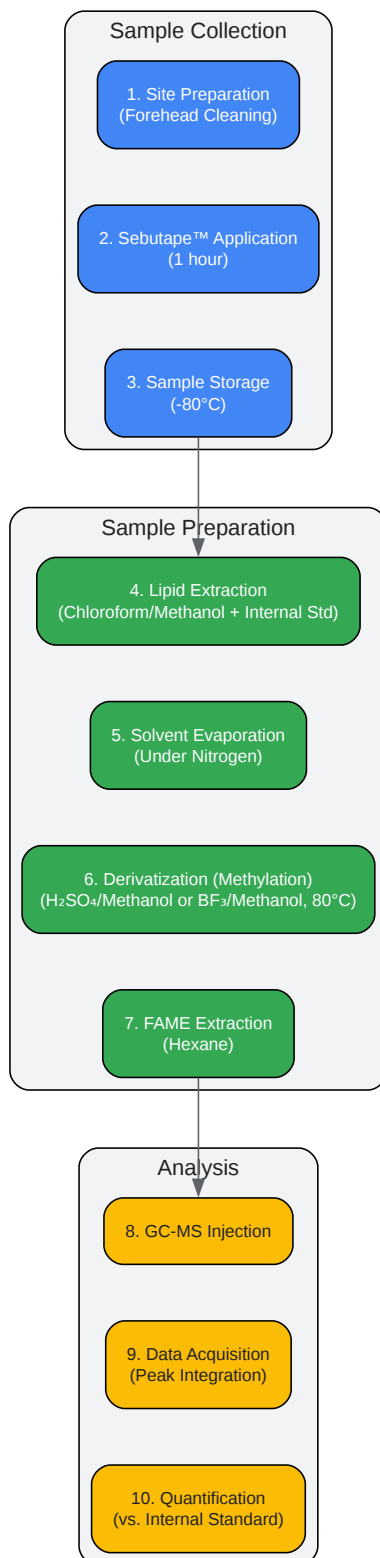 Sample Collection
1. Site Preparation
(Forehead Cleaning)
2. Sebutape™ Application
(1 hour)
3. Sample Storage
(-80°C)
Sample Preparation
4. Lipid Extraction
(Chloroform/Methanol + Internal Std)
5. Solvent Evaporation
(Under Nitrogen)
6. Derivatization (Methylation)
(H₂SO₄/Methanol or BF₃/Methanol, 80°C)
7. FAME Extraction
(Hexane)
Analysis
8. GC-MS Injection
9. Data Acquisition
(Peak Integration)
10. Quantification
(vs. Internal Standard)